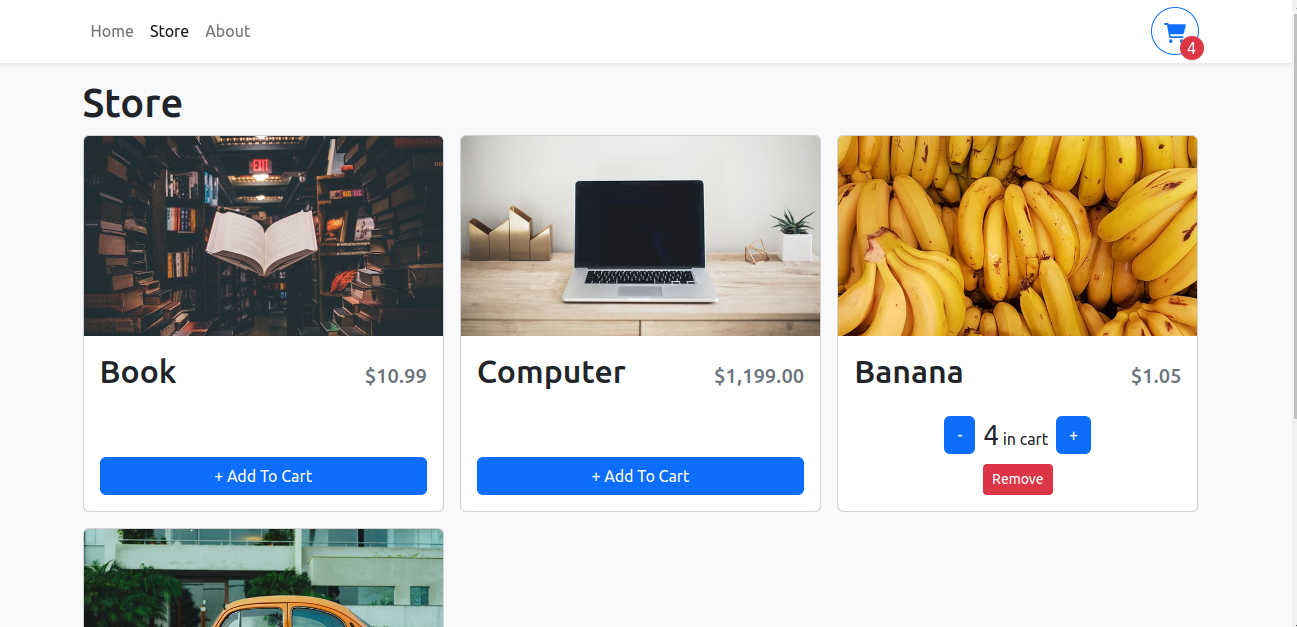 Home Store About
4
Store
EXIT
Book $10.99
Computer $1,199.00
Banana $1.05
- 4 in cart +
+ Add To Cart
+ Add To Cart
Remove